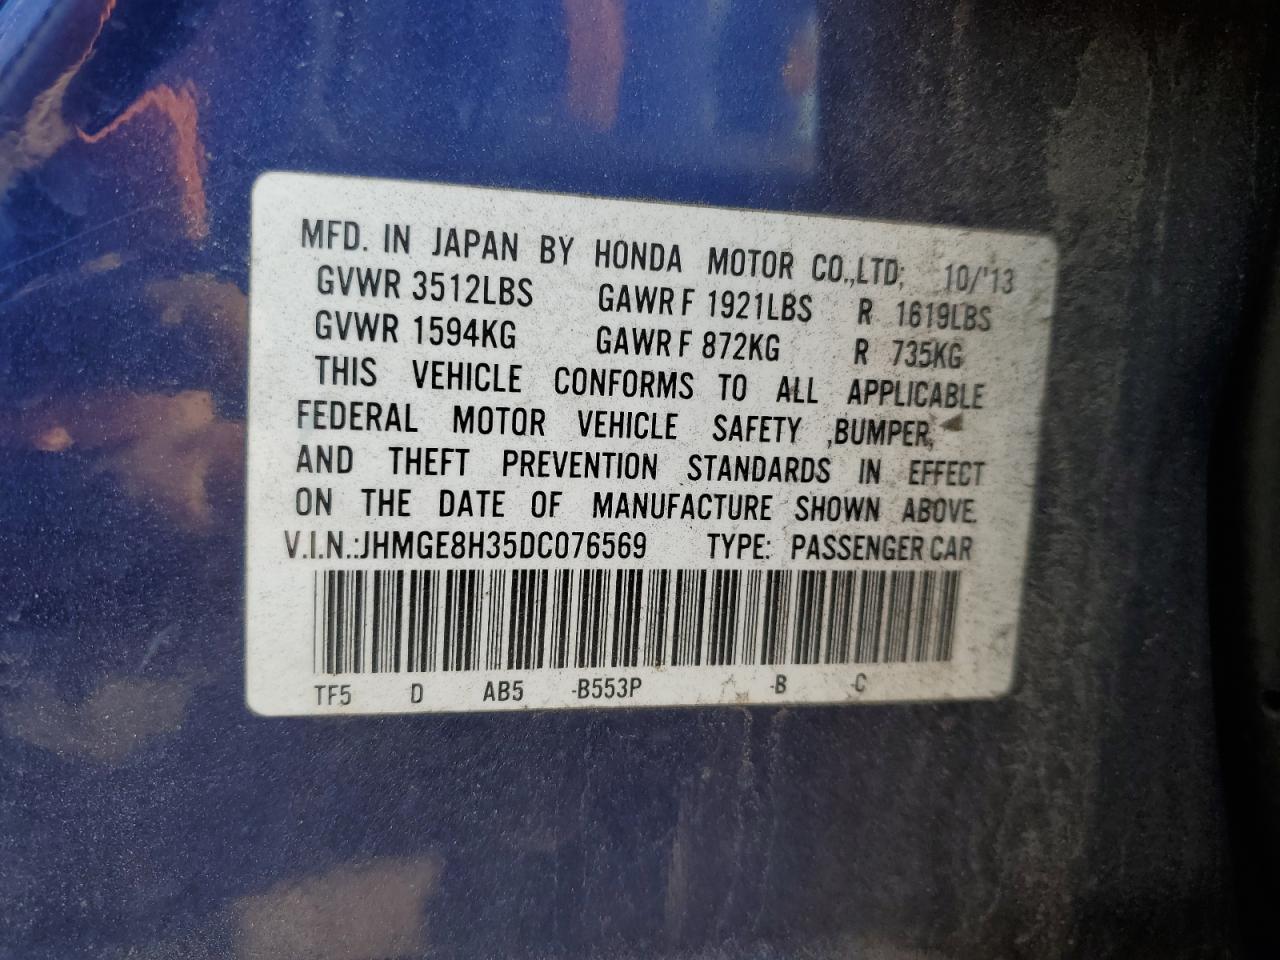 MFD. IN JAPAN BY HONDA MOTOR CO.,LTD; 10/'13
GVWR 3512LBS GAWR F 1921LBS R 1619LBS
GVWR 1594KG GAWR F 872KG R 735KG
THIS VEHICLE CONFORMS TO ALL APPLICABLE
FEDERAL MOTOR VEHICLE SAFETY ,BUMPER,
AND THEFT PREVENTION STANDARDS IN EFFECT
ON THE DATE OF MANUFACTURE SHOWN ABOVE.
V.I.N.:JHMGE8H35DC076569 TYPE: PASSENGER CAR
TF5 D AB5 -B553P -B -C